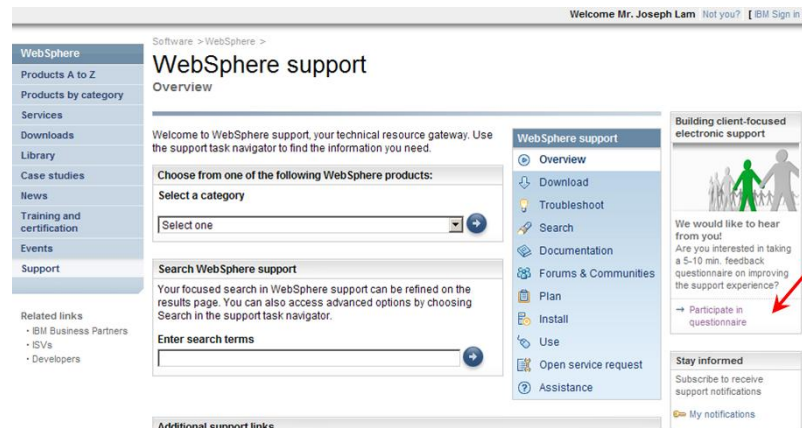 Welcome Mr. Joseph Lam Not you? [ IBM Sign in
WebSphere
Products A to Z
Products by category
Services
Downloads
Library
Case studies
News
Training and
certification
Events
Support
Related links
• IBM Business Partners
• ISVs
• Developers
Software > WebSphere >
WebSphere support
Overview
Welcome to WebSphere support, your technical resource gateway. Use
the support task navigator to find the information you need.
Choose from one of the following WebSphere products:
Select a category
Select one
Search WebSphere support
Your focused search in WebSphere support can be refined on the
results page. You can also access advanced options by choosing
Search in the support task navigator.
Enter search terms
Additional support links
WebSphere support
Overview
Download
Troubleshoot
Search
Documentation
Forums & Communities
Plan
Install
Use
Open service request
Assistance
Building client-focused
electronic support
We would like to hear
from you!
Are you interested in taking
a 5-10 min. feedback
questionnaire on improving
the support experience?
→ Participate in
questionnaire
Stay informed
Subscribe to receive
support notifications
My notifications